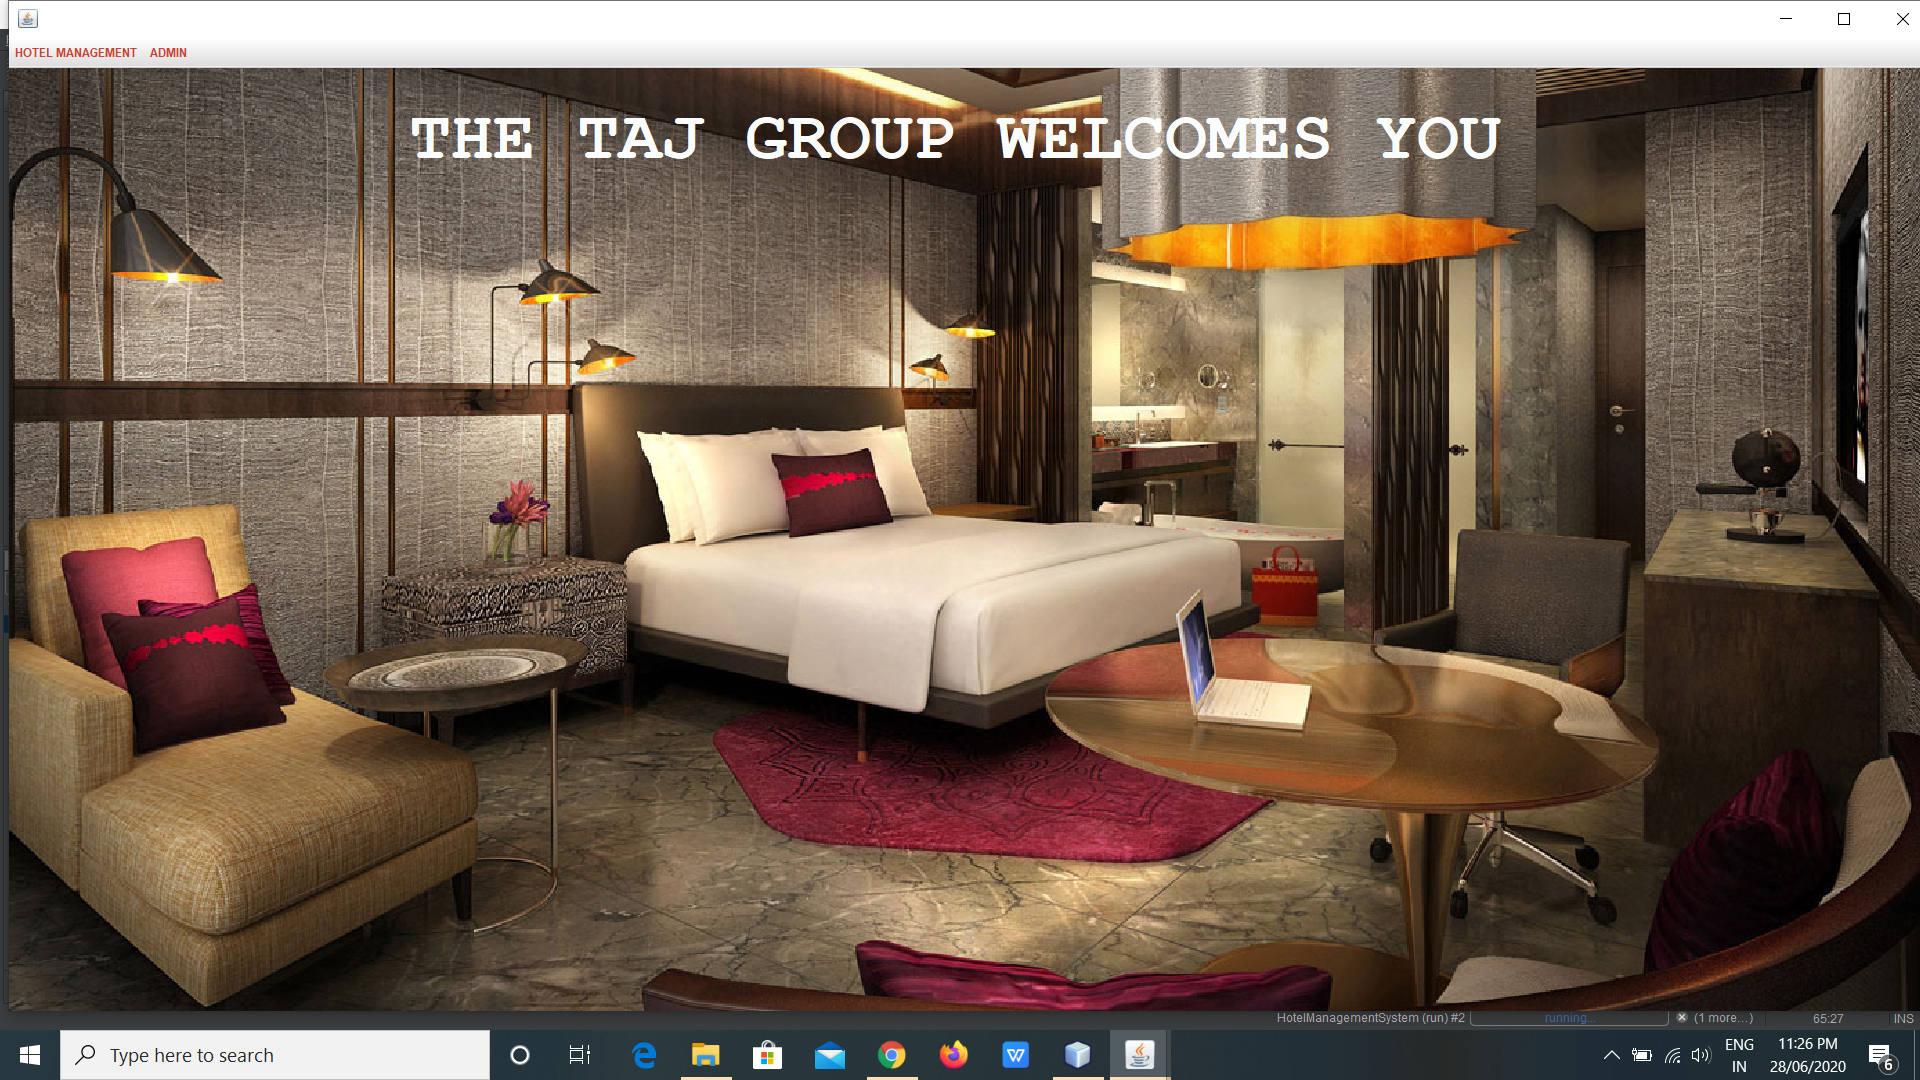 HOTEL MANAGEMENT ADMIN
THE TAJ GROUP WELCOMES YOU
HotelManagementSystem (run) #2 running... (1 more...) 65:27 INS
Type here to search
ENG
IN
11:26 PM
28/06/2020
6